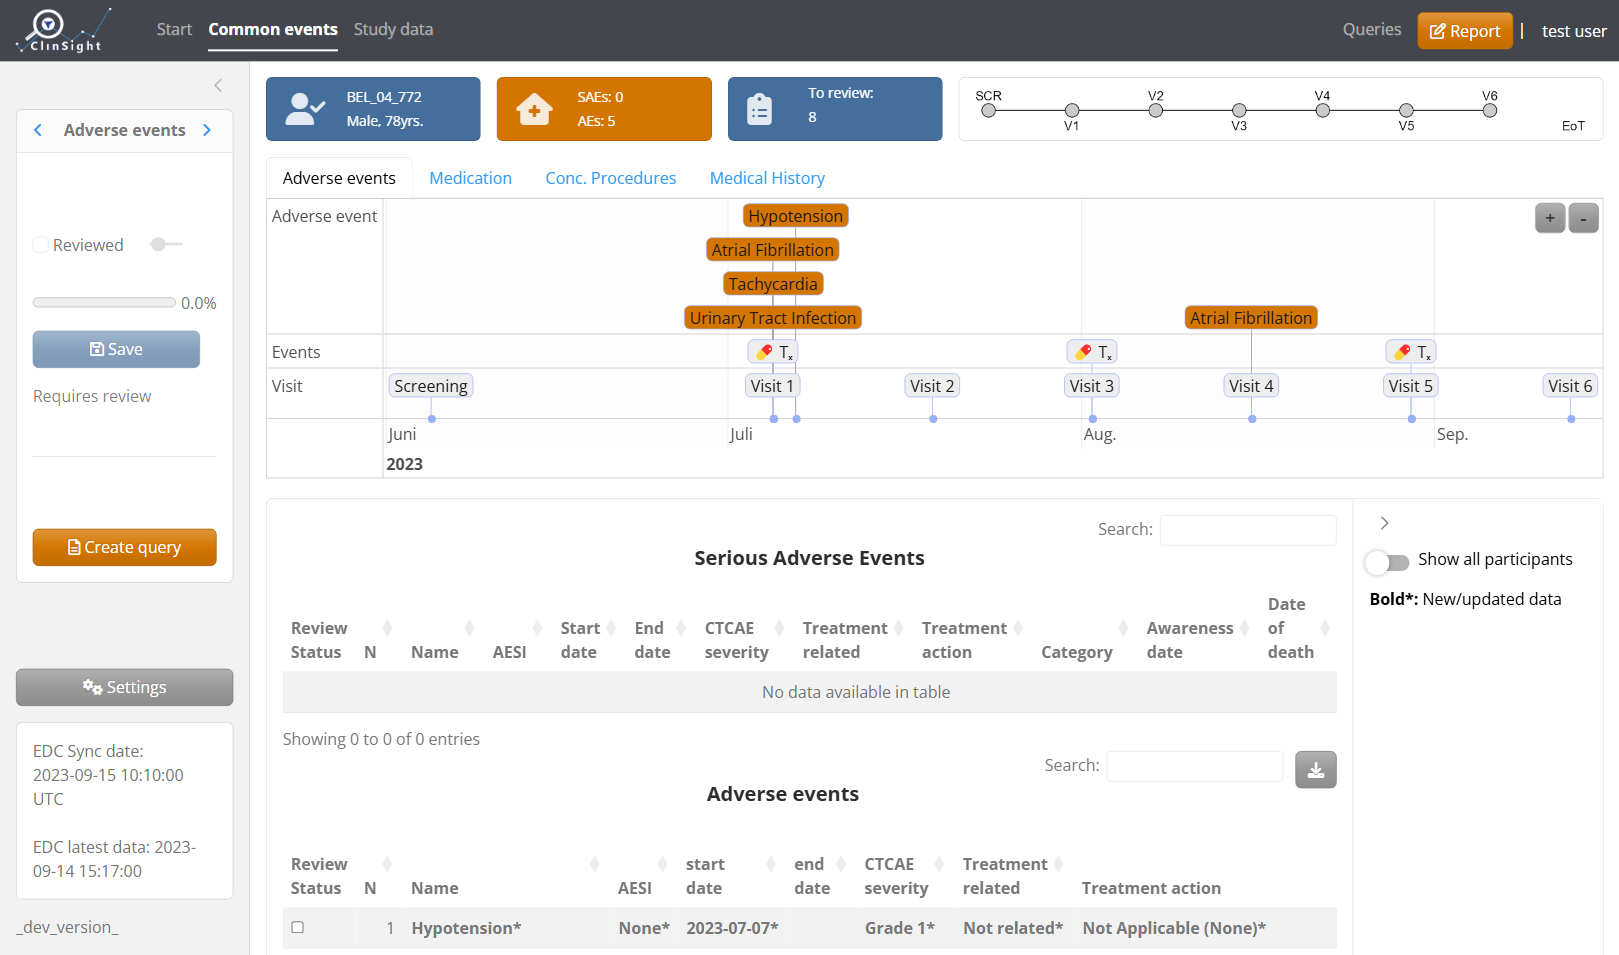 ClinSight
Start Common events Study data Queries Report | test user
Adverse events
Reviewed
0.0%
Save
Requires review
Create query
Settings
EDC Sync date:
2023-09-15 10:10:00
UTC
EDC latest data: 2023-
09-14 15:17:00
_dev_version_
BEL_04_772
Male, 78yrs.
SAEs: 0
AEs: 5
To review:
8
SCR V2 V4 V6
V1 V3 V5 EoT
Adverse events Medication Conc. Procedures Medical History
Adverse event
Hypotension
Atrial Fibrillation
Tachycardia
Urinary Tract Infection Atrial Fibrillation
+ -
Events Tx Tx Tx
Visit Screening Visit 1 Visit 2 Visit 3 Visit 4 Visit 5 Visit 6
Juni Juli Aug. Sep.
2023
Search:
Serious Adverse Events
Review Status N Name AESI Start date End date CTCAE severity Treatment related Treatment action Category Awareness date Date of death
No data available in table
Showing 0 to 0 of 0 entries
Search:
Adverse events
Review Status N Name AESI start date end date CTCAE severity Treatment related Treatment action
1 Hypotension* None* 2023-07-07* Grade 1* Not related* Not Applicable (None)*
Show all participants
Bold*: New/updated data